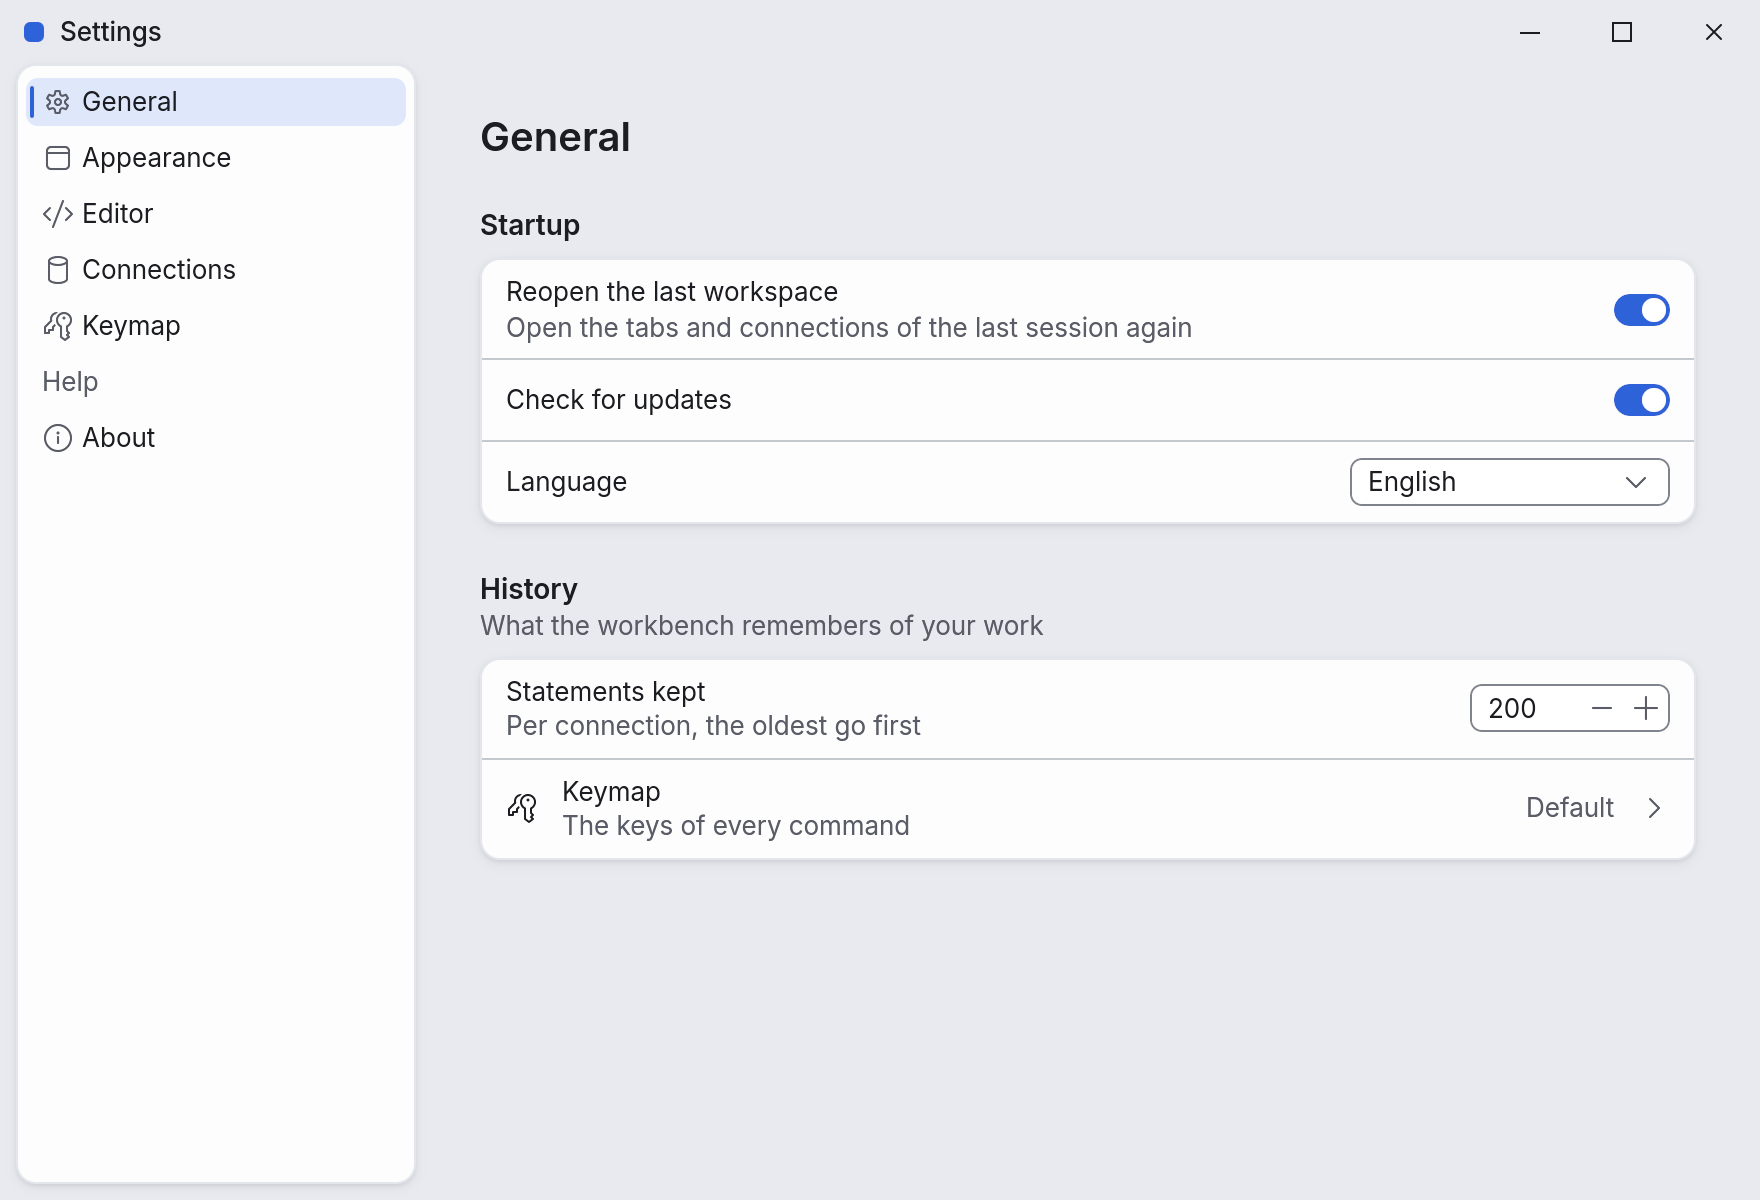 Settings
General
Appearance
Editor
Connections
Keymap
Help
About
General
Startup
Reopen the last workspace
Open the tabs and connections of the last session again
Check for updates
Language
English
History
What the workbench remembers of your work
Statements kept
Per connection, the oldest go first
200
Keymap
The keys of every command
Default